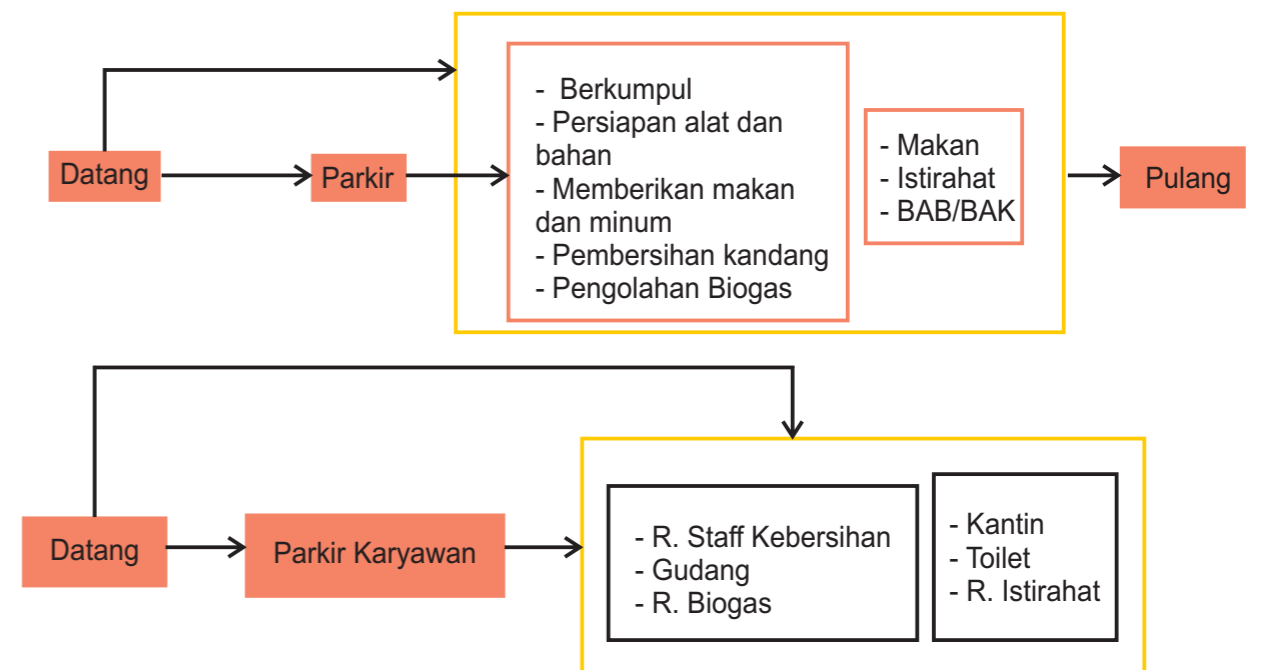 Datang
Parkir
- Berkumpul
- Persiapan alat dan
bahan
- Memberikan makan
dan minum
- Pembersihan kandang
- Pengolahan Biogas
- Makan
- Istirahat
- BAB/BAK
Pulang
Datang
Parkir Karyawan
- R. Staff Kebersihan
- Gudang
- R. Biogas
- Kantin
- Toilet
- R. Istirahat